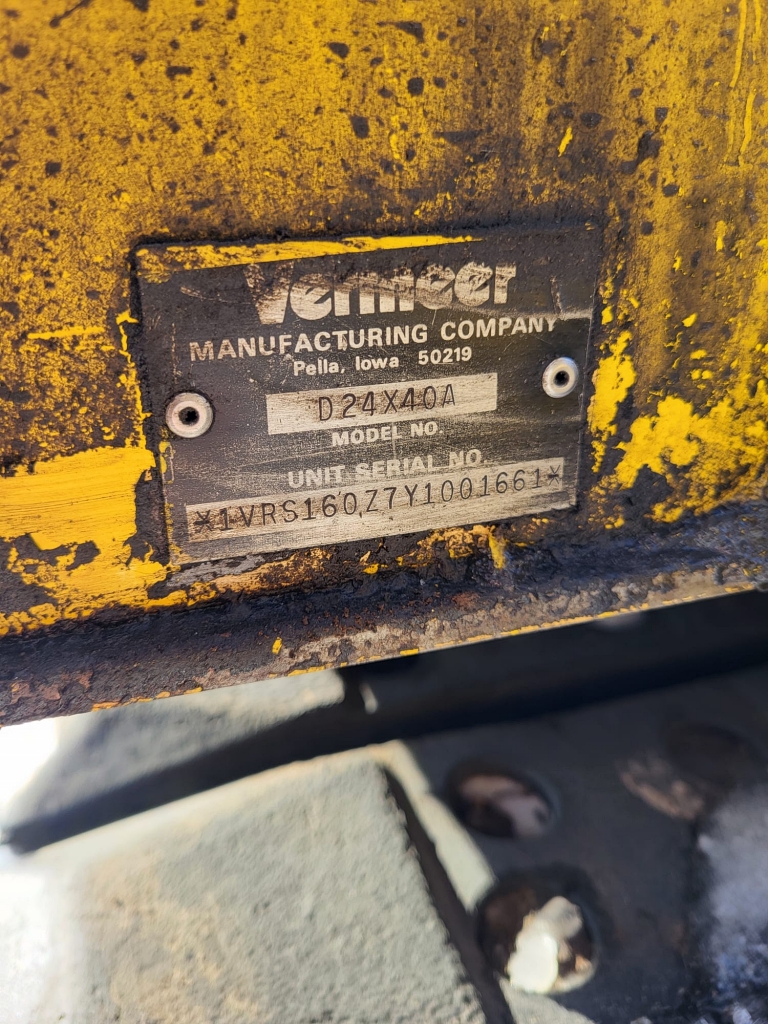 Vermeer
MANUFACTURING COMPANY
Pella, Iowa 50219
D24X40A
MODEL NO.
UNIT SERIAL NO.
*1VRS160Z7Y1001661*